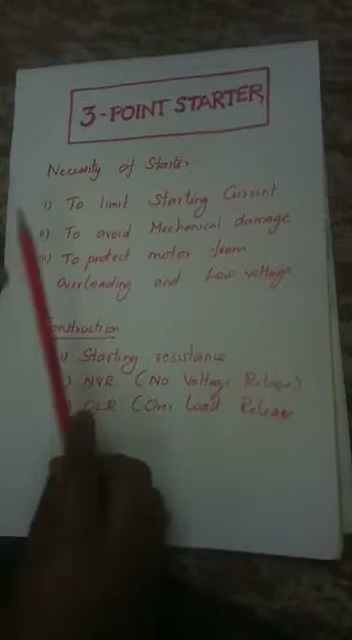 3-POINT STARTER
Necessity of Starter
i) To limit Starting Current
ii) To avoid Mechanical damage
To protect motor from
overloading and Low voltage
Construction
i) Starting resistance
) NVR (No Voltage Release)
) OLR (Over Load Release